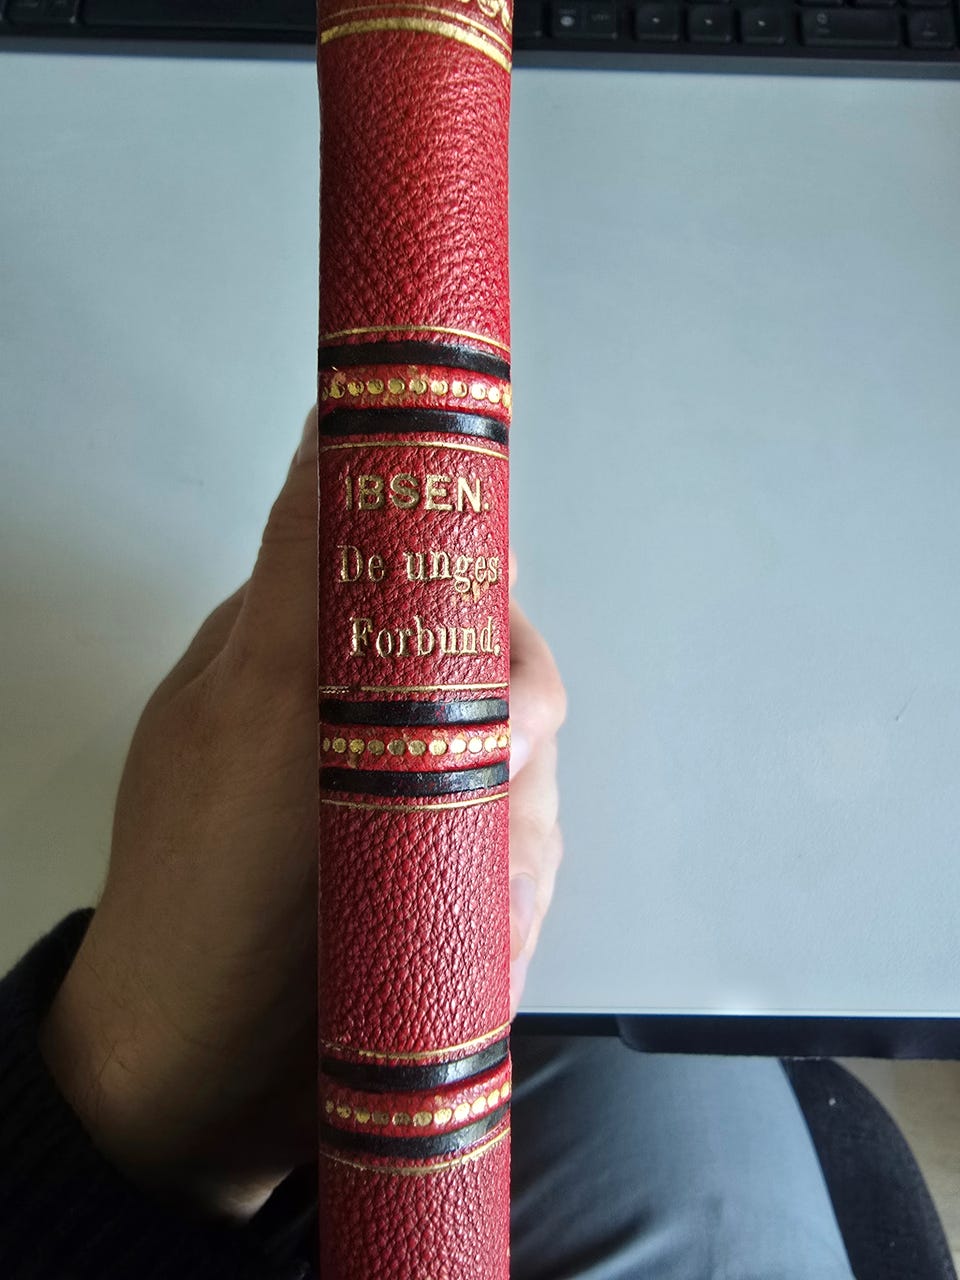 IBSEN.
De unges
Forbund.